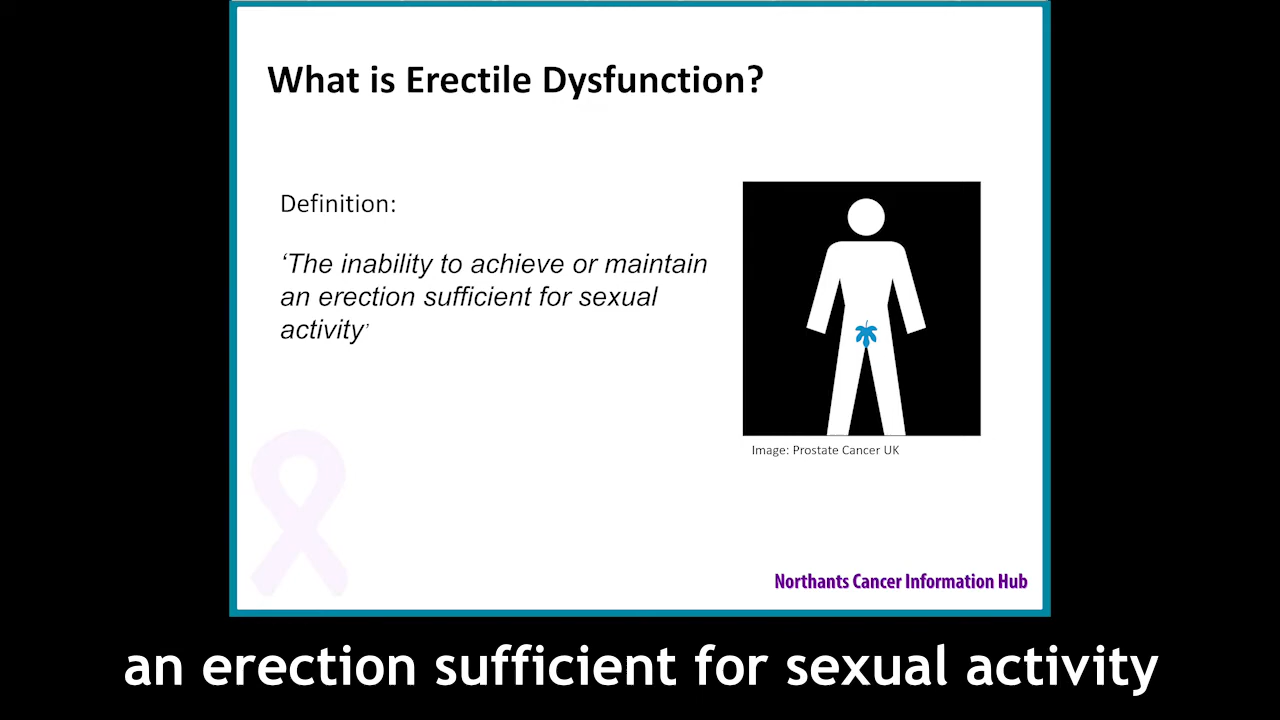 What is Erectile Dysfunction?
Definition:
‘The inability to achieve or maintain
an erection sufficient for sexual
activity’
Image: Prostate Cancer UK
Northants Cancer Information Hub
an erection sufficient for sexual activity